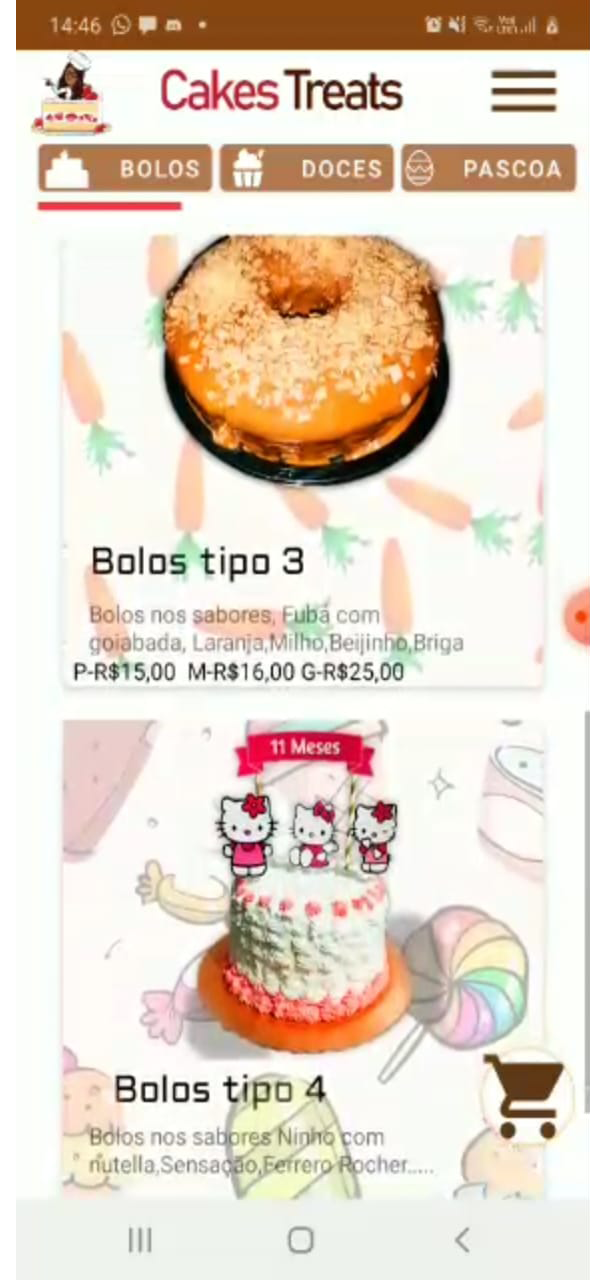 14:46
Cakes Treats
BOLOS DOCES PASCOA
Bolos tipo 3
Bolos nos sabores, Fubá com
goiabada, Laranja,Milho,Beijinho,Briga
P-R$15,00 M-R$16,00 G-R$25,00
11 Meses
Bolos tipo 4
Bolos nos sabores Ninho com
nutella,Sensação,Ferrero Rocher.....